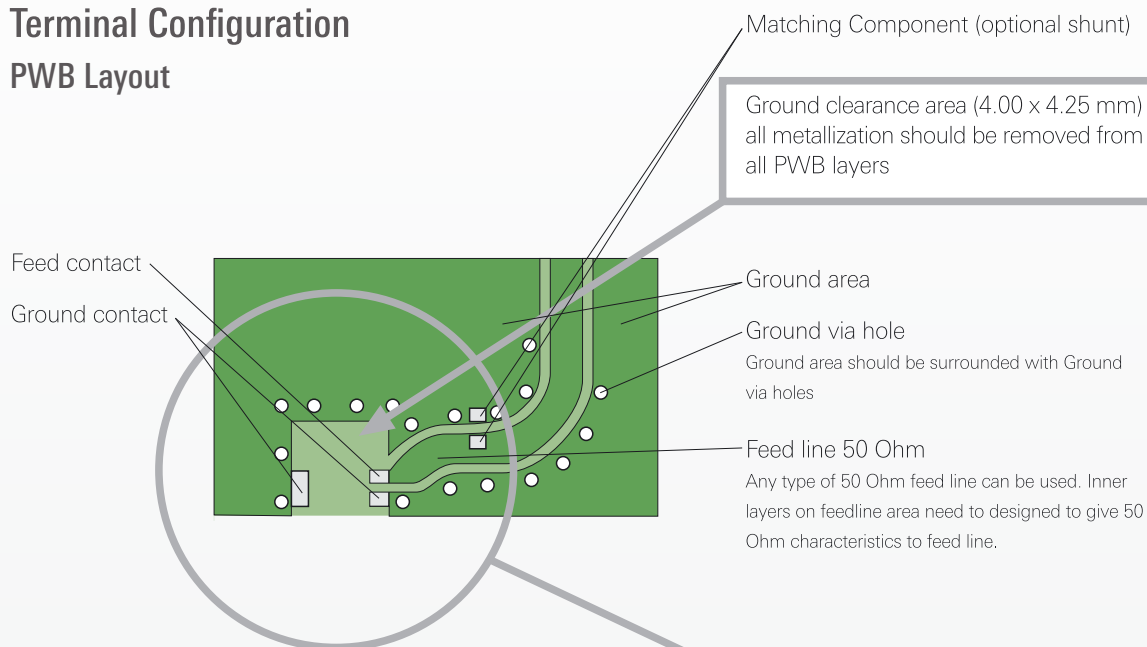 Terminal Configuration
PWB Layout
Matching Component (optional shunt)
Ground clearance area (4.00 x 4.25 mm)
all metallization should be removed from
all PWB layers
Feed contact
Ground contact
Ground area
Ground via hole
Ground area should be surrounded with Ground
via holes
Feed line 50 Ohm
Any type of 50 Ohm feed line can be used. Inner
layers on feedline area need to designed to give 50
Ohm characteristics to feed line.